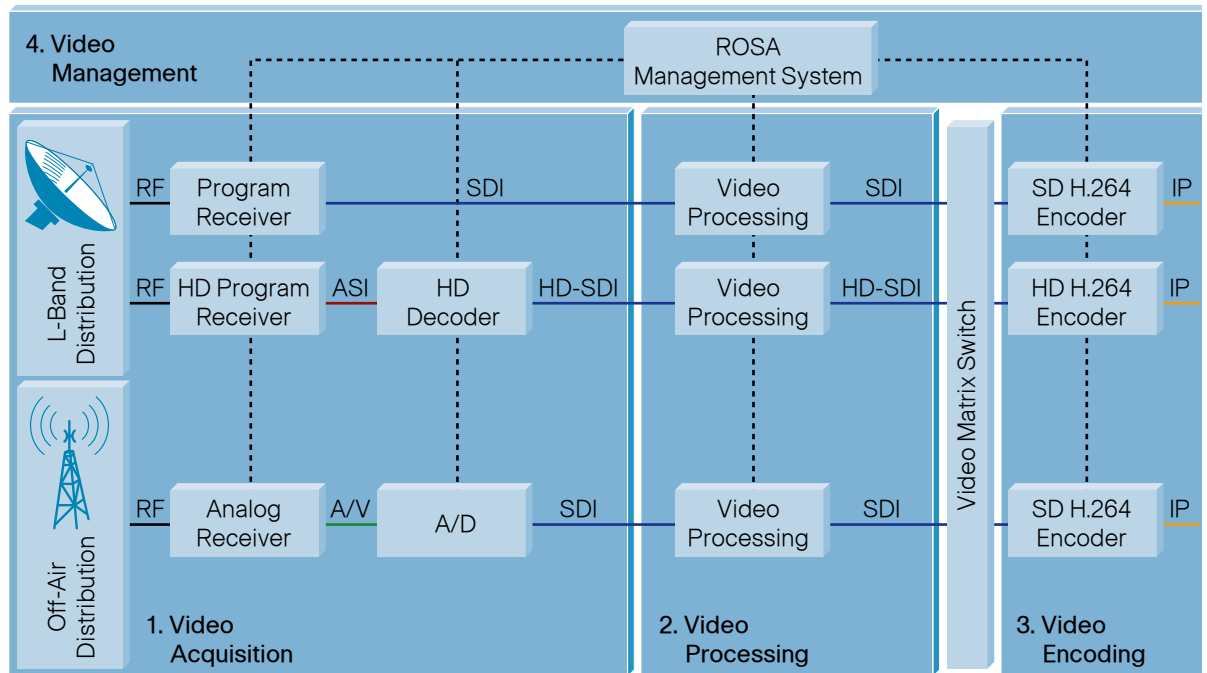 4. Video
Management
ROSA
Management System
RF
Program
Receiver
SDI
Video
Processing
SDI
SD H.264
Encoder
IP
L-Band
Distribution
RF
HD Program
Receiver
ASI
HD
Decoder
HD-SDI
Video
Processing
HD-SDI
HD H.264
Encoder
IP
Video Matrix Switch
Off-Air
Distribution
RF
Analog
Receiver
A/V
A/D
SDI
Video
Processing
SDI
SD H.264
Encoder
IP
1. Video
Acquisition
2. Video
Processing
3. Video
Encoding